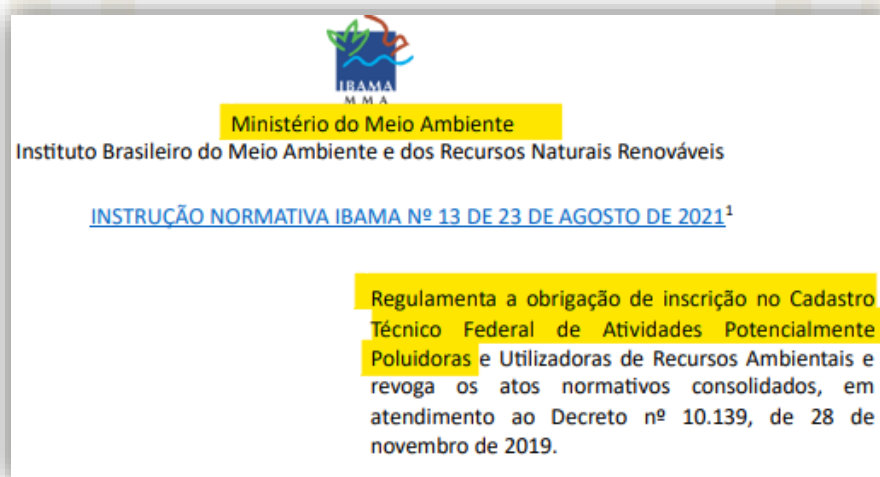 IBAMA
M M A
Ministério do Meio Ambiente
Instituto Brasileiro do Meio Ambiente e dos Recursos Naturais Renováveis
INSTRUÇÃO NORMATIVA IBAMA Nº 13 DE 23 DE AGOSTO DE 2021¹
Regulamenta a obrigação de inscrição no Cadastro
Técnico Federal de Atividades Potencialmente
Poluidoras e Utilizadoras de Recursos Ambientais e
revoga os atos normativos consolidados, em
atendimento ao Decreto nº 10.139, de 28 de
novembro de 2019.